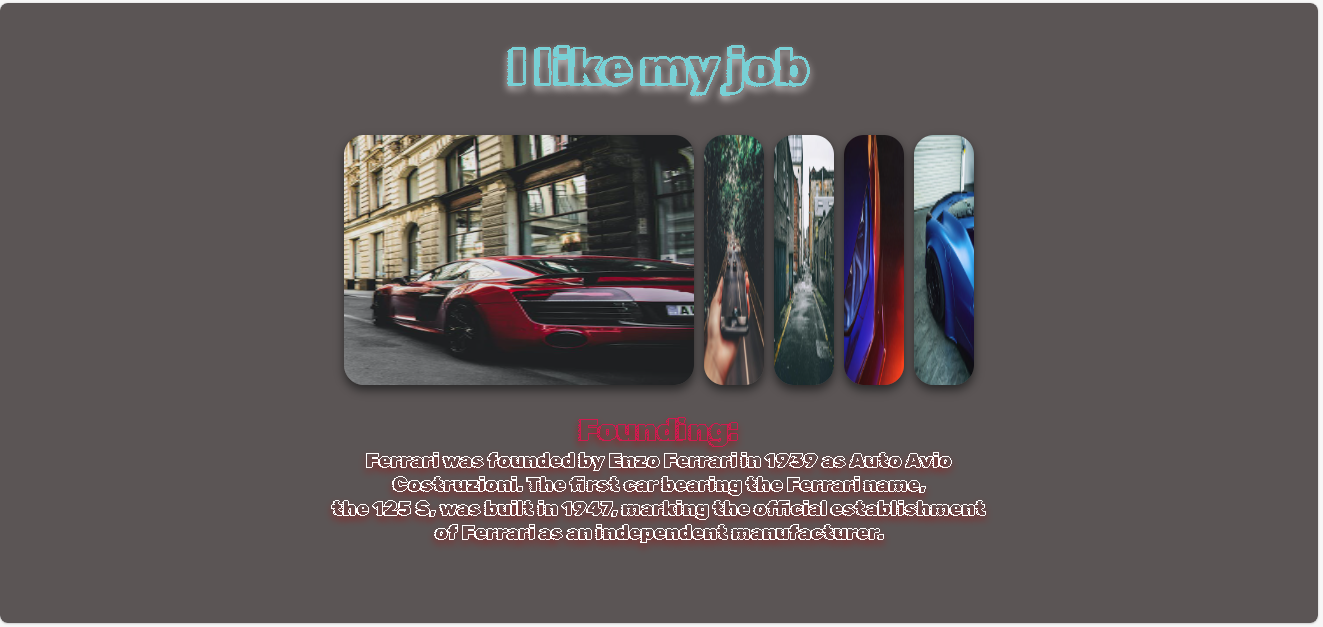 I like my job
Founding:
Ferrari was founded by Enzo Ferrari in 1939 as Auto Avio
Costruzioni. The first car bearing the Ferrari name,
the 125 S, was built in 1947, marking the official establishment
of Ferrari as an independent manufacturer.